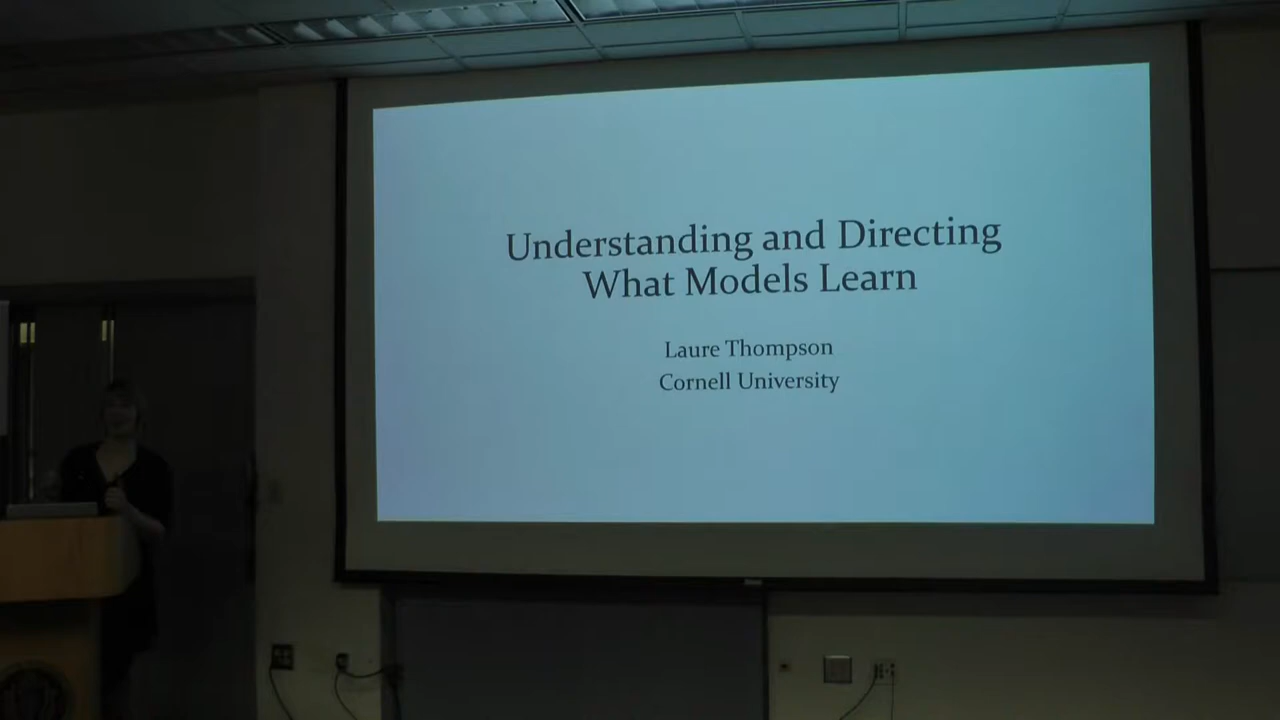 Understanding and Directing
What Models Learn
Laure Thompson
Cornell University